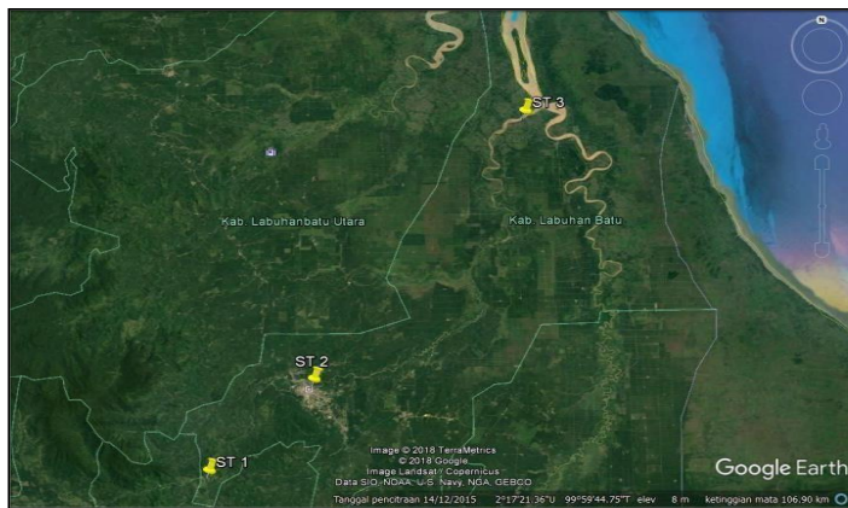 N
ST 3
Kab. Labuhanbatu Utara
Kab. Labuhan Batu
ST 2
ST 1
Image © 2018 TerraMetrics
© 2018 Google
Image Landsat / Copernicus
Data SIO, NOAA, U.S. Navy, NGA, GEBCO
Google Earth
Tanggal pencitraan 14/12/2015 2°17'21.36"U 99°59'44.75"T elev 8 m ketinggian mata 106.90 km